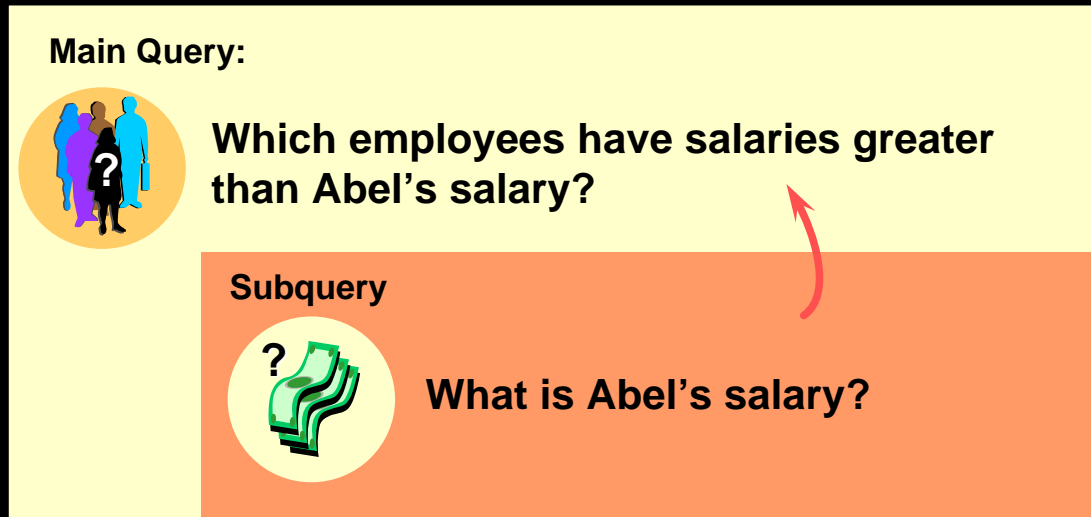 Main Query:
?
Which employees have salaries greater
than Abel’s salary?
Subquery
?
What is Abel’s salary?